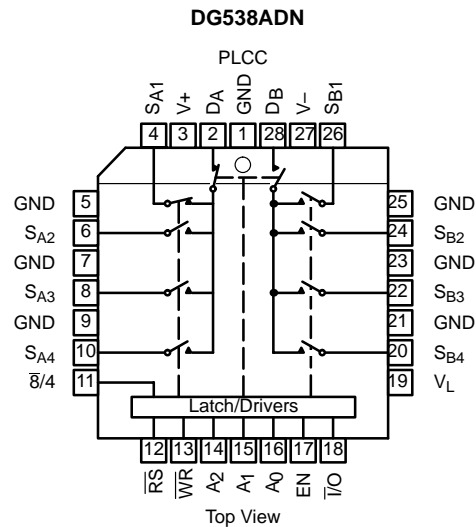 DG538ADN
PLCC
SA1 V+ DA GND DB V– SB1
4 3 2 1 28 27 26
GND 5 25 GND
SA2 6 24 SB2
GND 7 23 GND
SA3 8 22 SB3
GND 9 21 GND
SA4 10 20 SB4
8̅/4 11 19 VL
Latch/Drivers
12 13 14 15 16 17 18
R̅S̅ W̅R̅ A2 A1 A0 EN I̅/O
Top View